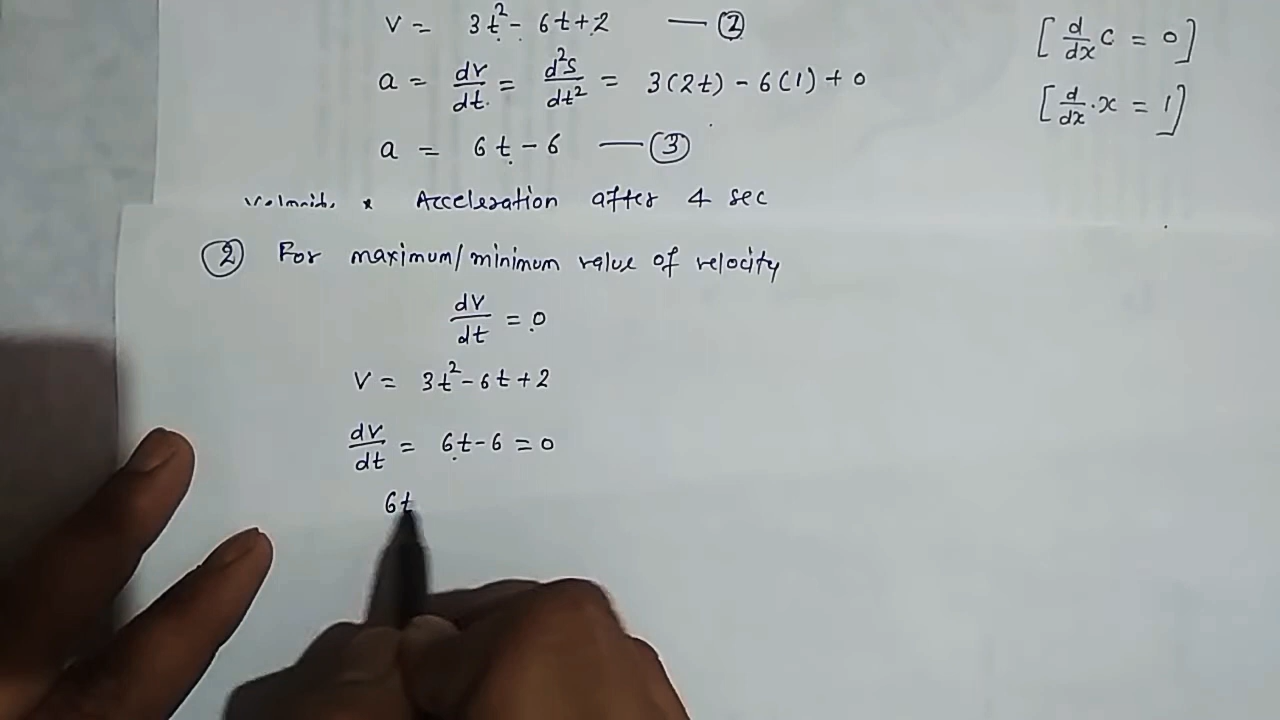 v = 3t² - 6t + 2 — ②
[d/dx c = 0]
a = dv/dt = d²s/dt² = 3(2t) - 6(1) + 0
[d/dx . x = 1]
a = 6t - 6 — ③
Acceleration after 4 sec
② For maximum/minimum value of velocity
dv/dt = 0
v = 3t² - 6t + 2
dv/dt = 6t - 6 = 0
6t